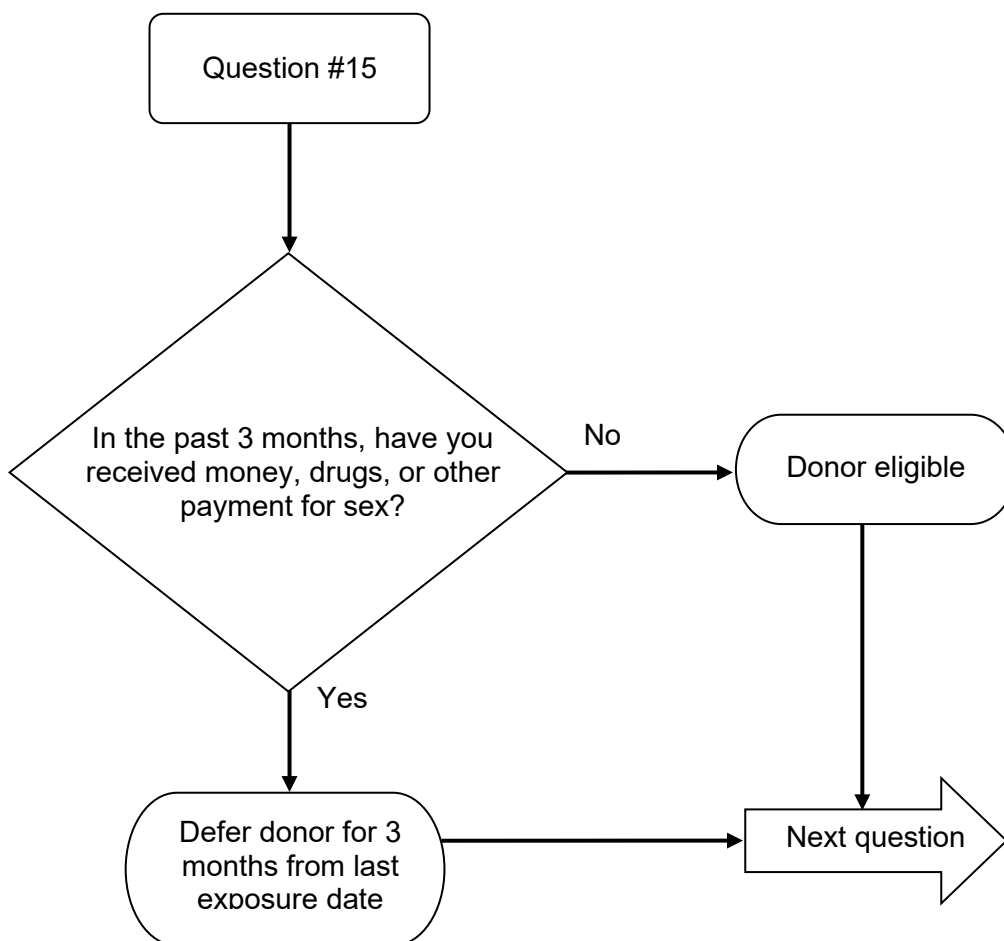 Question #15
In the past 3 months, have you
received money, drugs, or other
payment for sex?
No
Donor eligible
Yes
Defer donor for 3
months from last
exposure date
Next question